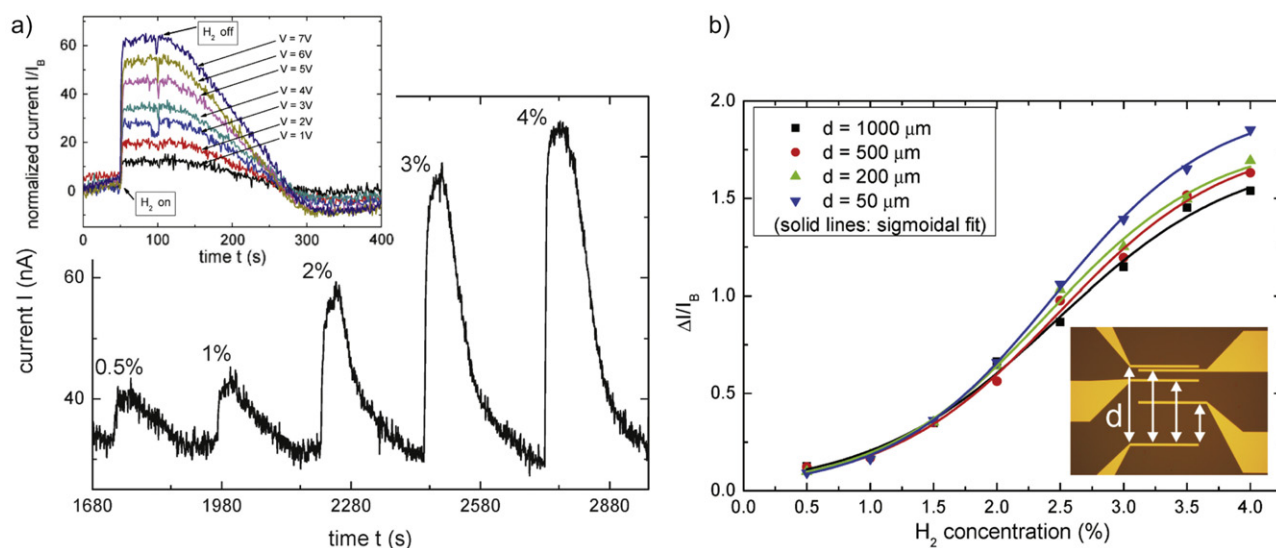 a)
normalized current I/I_B
60
40
20
0
H₂ off
V = 7V
V = 6V
V = 5V
V = 4V
V = 3V
V = 2V
V = 1V
H₂ on
0 100 200 300 400
time t (s)
current I (nA)
80
60
40
0.5%
1%
2%
3%
4%
1680 1980 2280 2580 2880
time t (s)
b)
ΔI/I_B
2.0
1.5
1.0
0.5
0.0
d = 1000 μm
d = 500 μm
d = 200 μm
d = 50 μm
(solid lines: sigmoidal fit)
d
0.0 0.5 1.0 1.5 2.0 2.5 3.0 3.5 4.0
H₂ concentration (%)